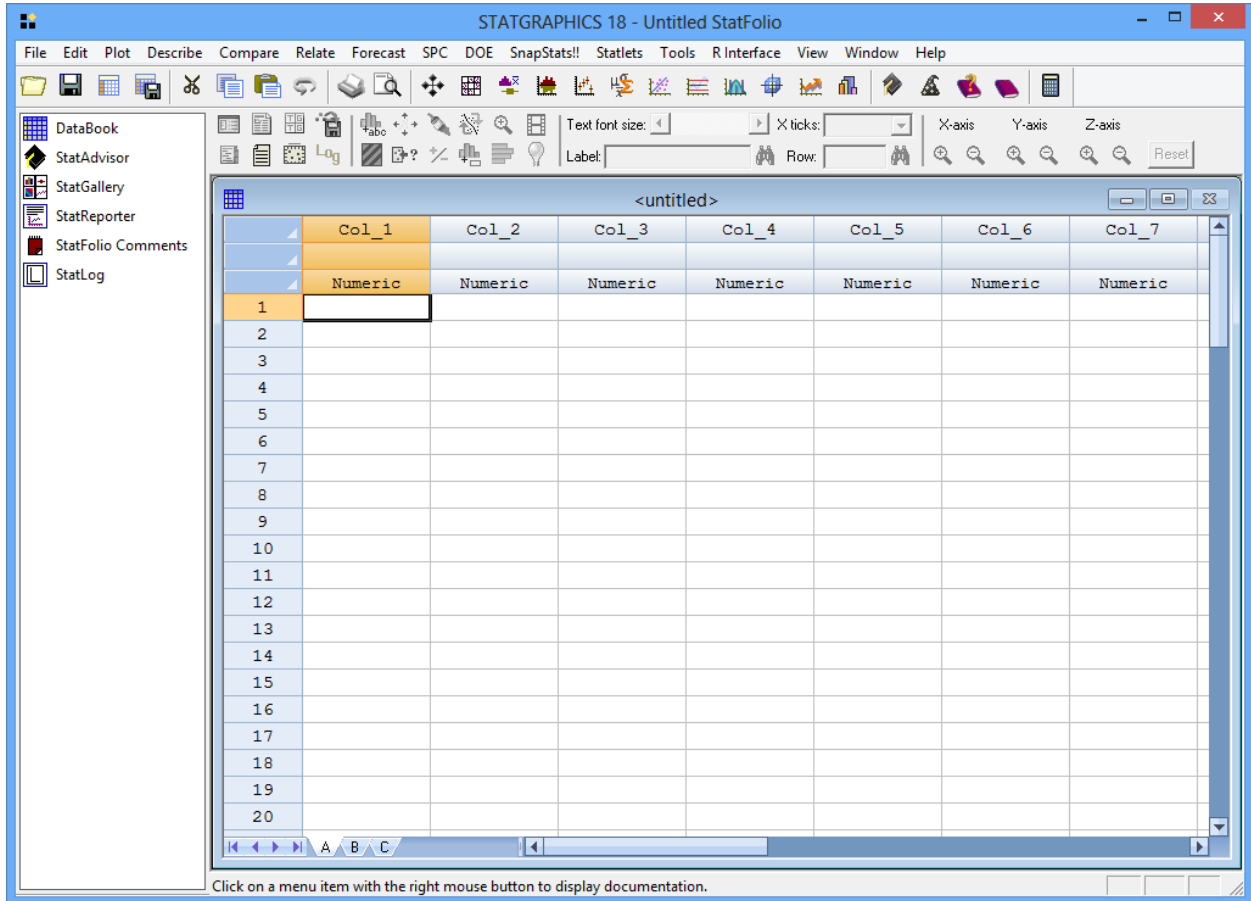 STATGRAPHICS 18 - Untitled StatFolio
File Edit Plot Describe Compare Relate Forecast SPC DOE SnapStats!! Statlets Tools R Interface View Window Help
DataBook
StatAdvisor
StatGallery
StatReporter
StatFolio Comments
StatLog
Text font size: X ticks: X-axis Y-axis Z-axis
Log Label: Row: Reset
<untitled>
Col_1 Col_2 Col_3 Col_4 Col_5 Col_6 Col_7
Numeric Numeric Numeric Numeric Numeric Numeric Numeric
1
2
3
4
5
6
7
8
9
10
11
12
13
14
15
16
17
18
19
20
A B C
Click on a menu item with the right mouse button to display documentation.